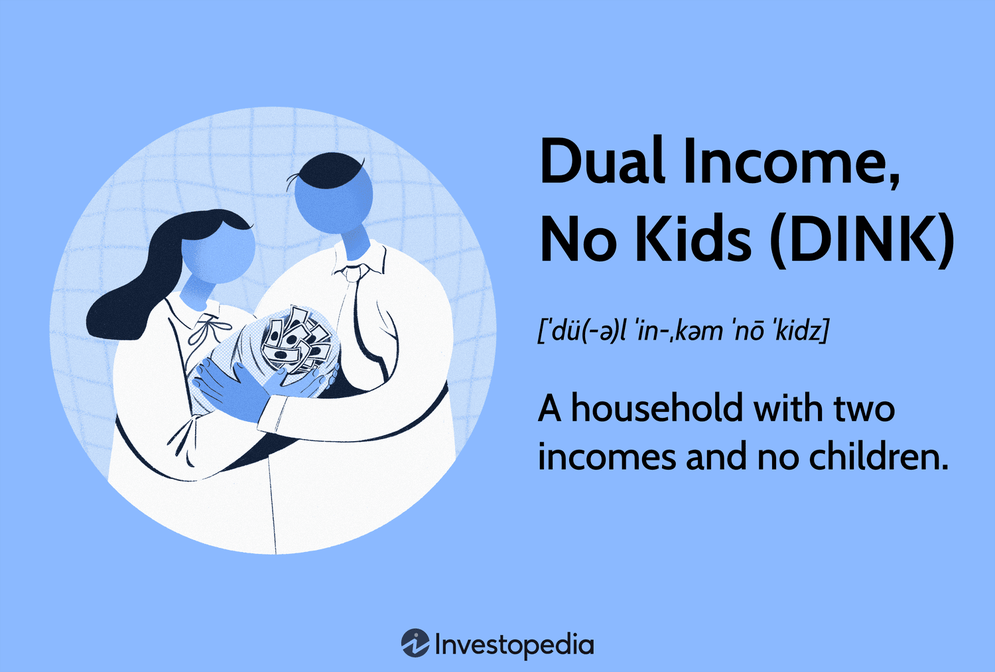 Dual Income,
No Kids (DINK)
[ˈdü(-ə)l ˈin-ˌkəm ˈnō ˈkidz]
A household with two
incomes and no children.
Investopedia